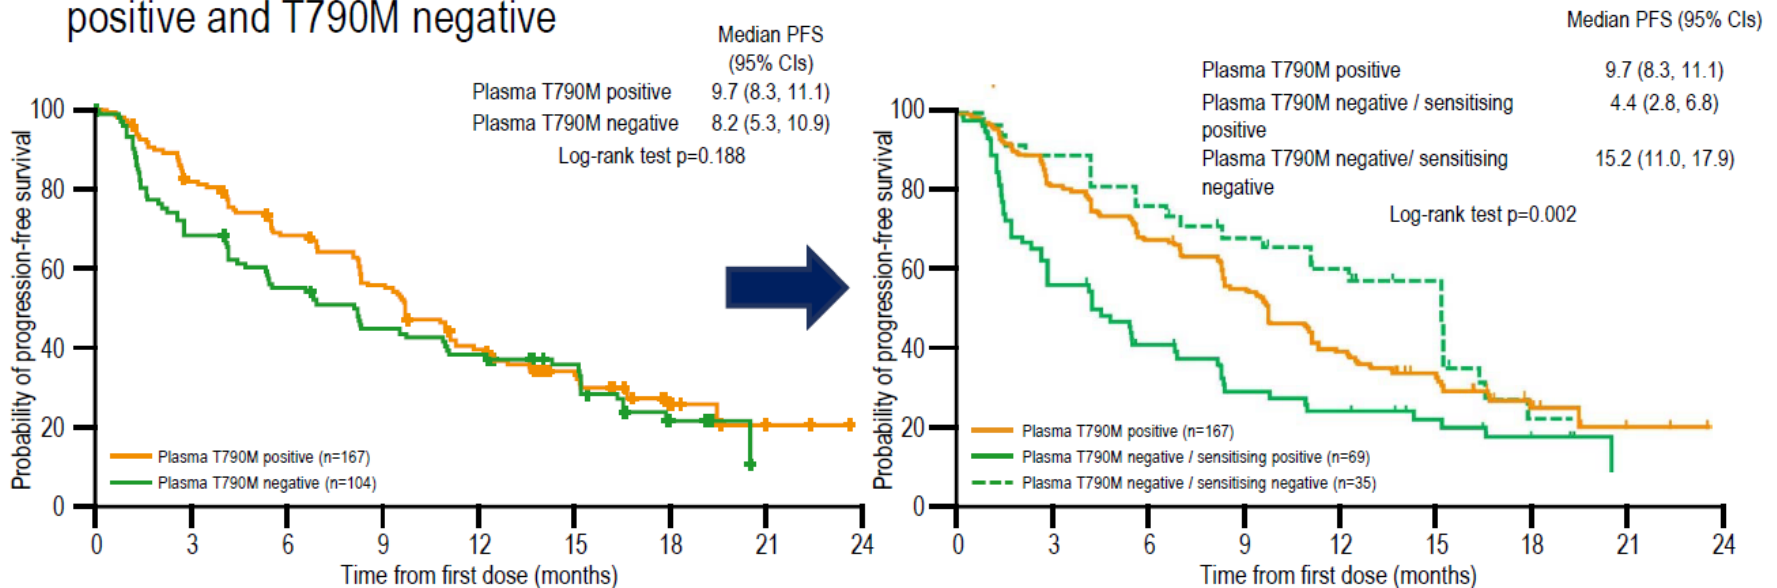 positive and T790M negative
Median PFS
(95% CIs)
Plasma T790M positive 9.7 (8.3, 11.1)
Plasma T790M negative 8.2 (5.3, 10.9)
Log-rank test p=0.188
Probability of progression-free survival
100
80
60
40
20
0
Plasma T790M positive (n=167)
Plasma T790M negative (n=104)
0 3 6 9 12 15 18 21 24
Time from first dose (months)
Median PFS (95% CIs)
Plasma T790M positive 9.7 (8.3, 11.1)
Plasma T790M negative / sensitising 4.4 (2.8, 6.8)
positive
Plasma T790M negative/ sensitising 15.2 (11.0, 17.9)
negative
Log-rank test p=0.002
Probability of progression-free survival
100
80
60
40
20
0
Plasma T790M positive (n=167)
Plasma T790M negative / sensitising positive (n=69)
Plasma T790M negative / sensitising negative (n=35)
0 3 6 9 12 15 18 21 24
Time from first dose (months)